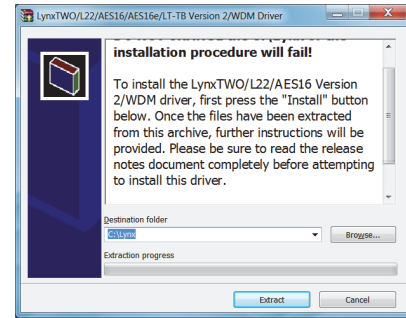 LynxTWO/L22/AES16/AES16e/LT-TB Version 2/WDM Driver
installation procedure will fail!
To install the LynxTWO/L22/AES16 Version
2/WDM driver, first press the "Install" button
below. Once the files have been extracted
from this archive, further instructions will be
provided. Please be sure to read the release
notes document completely before attempting
to install this driver.
Destination folder
C:\Lynx
Browse...
Extraction progress
Extract
Cancel